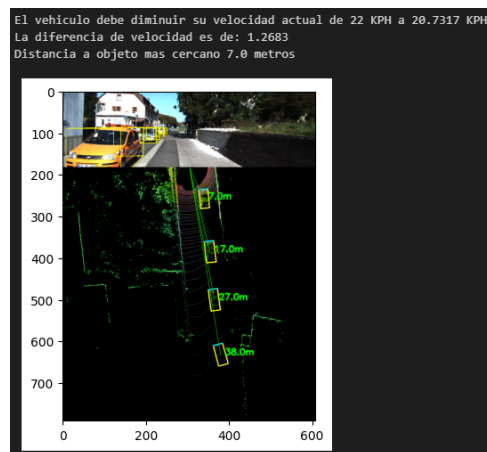 El vehiculo debe diminuir su velocidad actual de 22 KPH a 20.7317 KPH
La diferencia de velocidad es de: 1.2683
Distancia a objeto mas cercano 7.0 metros
0
100
200
7.0m
300
17.0m
400
27.0m
500
600
38.0m
700
0 200 400 600